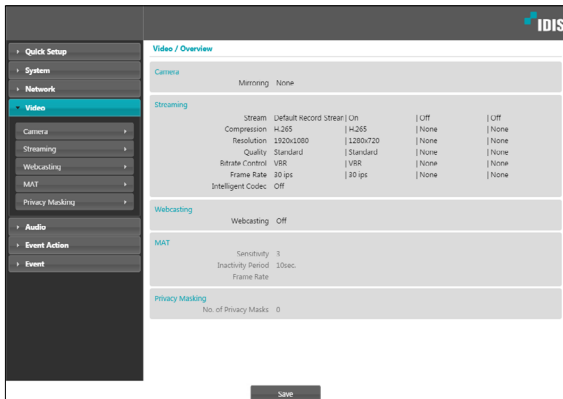 IDIS
Quick Setup
System
Network
Video
Camera
Streaming
Webcasting
MAT
Privacy Masking
Audio
Event Action
Event
Video / Overview
Camera
Mirroring None
Streaming
Stream Default Record Strear | On | Off | Off
Compression H.265 | H.265 | None | None
Resolution 1920x1080 | 1280x720 | None | None
Quality Standard | Standard | None | None
Bitrate Control VBR | VBR | None | None
Frame Rate 30 ips | 30 ips | None | None
Intelligent Codec Off
Webcasting
Webcasting Off
MAT
Sensitivity 3
Inactivity Period 10sec.
Frame Rate
Privacy Masking
No. of Privacy Masks 0
Save